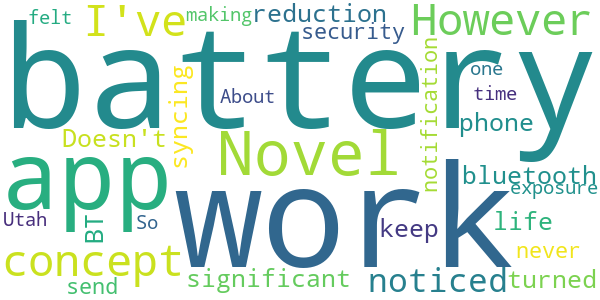 felt I've making reduction However
security
battery
About one
time
syncing notification
Doesn't Novel phone
app work bluetooth
exposure
Utah BT So keep life
concept never
send significant noticed turned